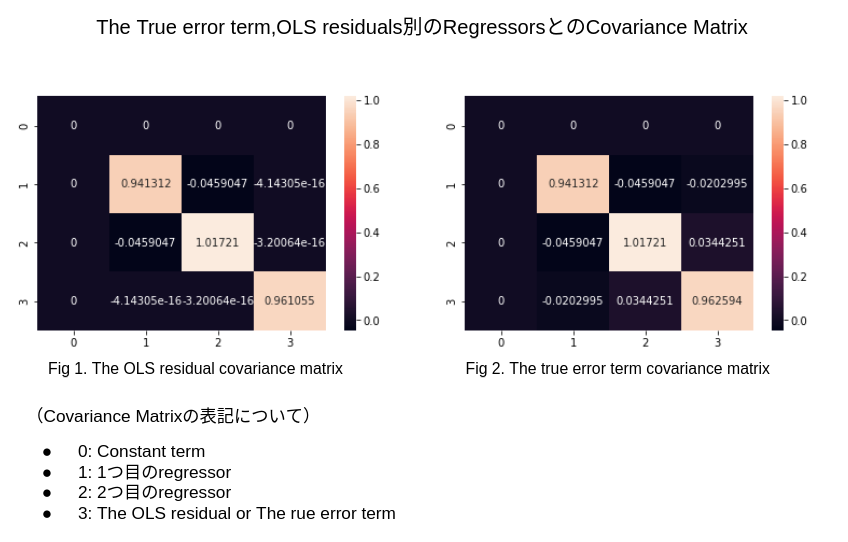 The True error term,OLS residuals別のRegressorsとのCovariance Matrix
0 0 0 0 0
1 0 0.941312 -0.0459047 -4.14305e-16
2 0 -0.0459047 1.01721 -3.20064e-16
3 0 -4.14305e-16 -3.20064e-16 0.961055
0 1 2 3
1.0
0.8
0.6
0.4
0.2
0.0
Fig 1. The OLS residual covariance matrix
0 0 0 0 0
1 0 0.941312 -0.0459047 -0.0202995
2 0 -0.0459047 1.01721 0.0344251
3 0 -0.0202995 0.0344251 0.962594
0 1 2 3
1.0
0.8
0.6
0.4
0.2
0.0
Fig 2. The true error term covariance matrix
（Covariance Matrixの表記について）
● 0: Constant term
● 1: 1つ目のregressor
● 2: 2つ目のregressor
● 3: The OLS residual or The rue error term